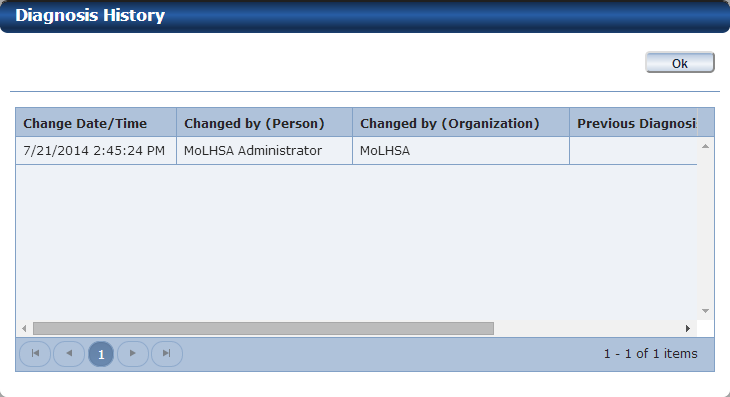 Diagnosis History
Ok
Change Date/Time Changed by (Person) Changed by (Organization) Previous Diagnosis
7/21/2014 2:45:24 PM MoLHSA Administrator MoLHSA
1 1 - 1 of 1 items